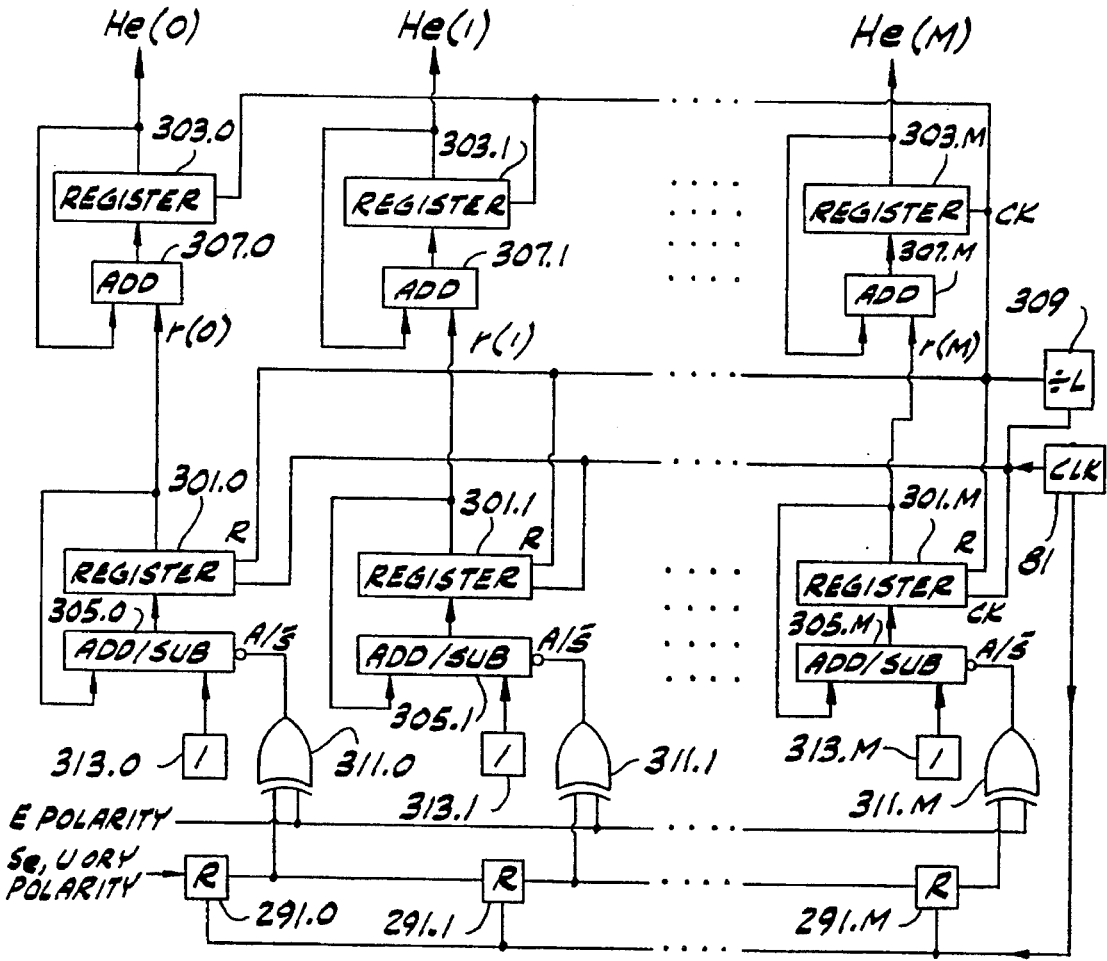 He(0) He(1) He(M)
303.0 303.1 303.M
REGISTER REGISTER REGISTER CK
307.0 307.1 307.M
ADD ADD ADD
309
r(0) r(1) r(M)
÷L
CLK
301.0 301.1 301.M
81
R R R
REGISTER REGISTER REGISTER
CK
305.0 305.M
A/S̄ A/S̄ A/S̄
ADD/SUB ADD/SUB ADD/SUB
305.1
1 1 1
313.0 311.0 313.1 311.1 313.M 311.M
E POLARITY
Se, U OR Y
POLARITY
R R R
291.0 291.1 291.M